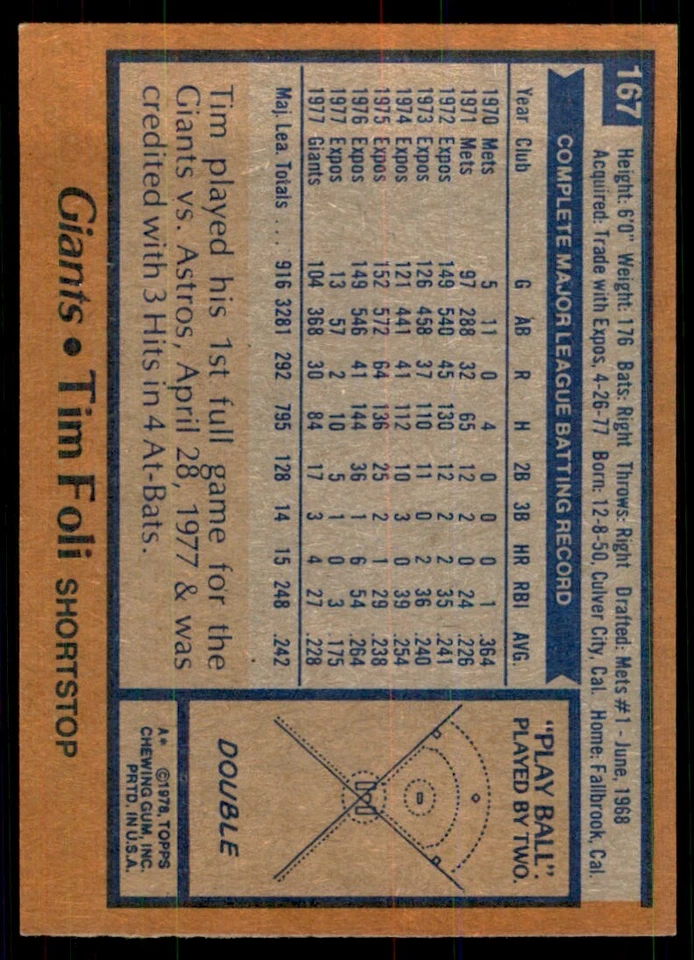 167
Height: 6'0" Weight: 176 Bats: Right Throws: Right Drafted: Mets #1 - June, 1968
Acquired: Trade with Expos, 4-26-77 Born: 12-8-50, Culver City, Cal. Home: Fallbrook, Cal.
COMPLETE MAJOR LEAGUE BATTING RECORD
Year Club G AB R H 2B 3B HR RBI AVG.
1970 Mets 5 11 0 4 0 0 0 1 .364
1971 Mets 97 288 32 65 12 2 0 24 .226
1972 Expos 149 540 45 130 12 2 2 35 .241
1973 Expos 126 458 37 110 11 0 2 36 .240
1974 Expos 121 441 41 112 10 3 0 39 .254
1975 Expos 152 572 64 136 25 2 1 29 .238
1976 Expos 149 546 41 144 36 1 6 54 .264
1977 Expos 13 57 2 10 5 1 0 3 .175
1977 Giants 104 368 30 84 17 3 4 27 .228
Maj. Lea. Totals ... 916 3281 292 795 128 14 15 248 .242
Tim played his 1st full game for the
Giants vs. Astros, April 28, 1977 & was
credited with 3 Hits in 4 At-Bats.
"PLAY BALL".
PLAYED BY TWO.
DOUBLE
A* ©1978, TOPPS
CHEWING GUM, INC.
PRTD. IN U.S.A.
Giants • Tim Foli SHORTSTOP